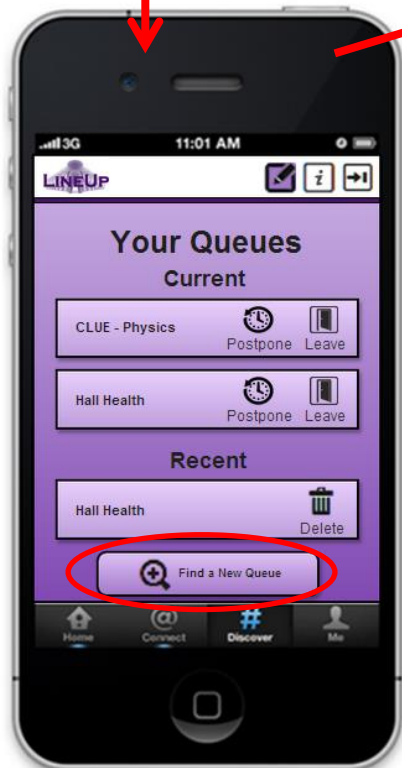 3G 11:01 AM
LINEUP i
Your Queues
Current
CLUE - Physics Postpone Leave
Hall Health Postpone Leave
Recent
Hall Health Delete
Find a New Queue
Home Connect Discover Me